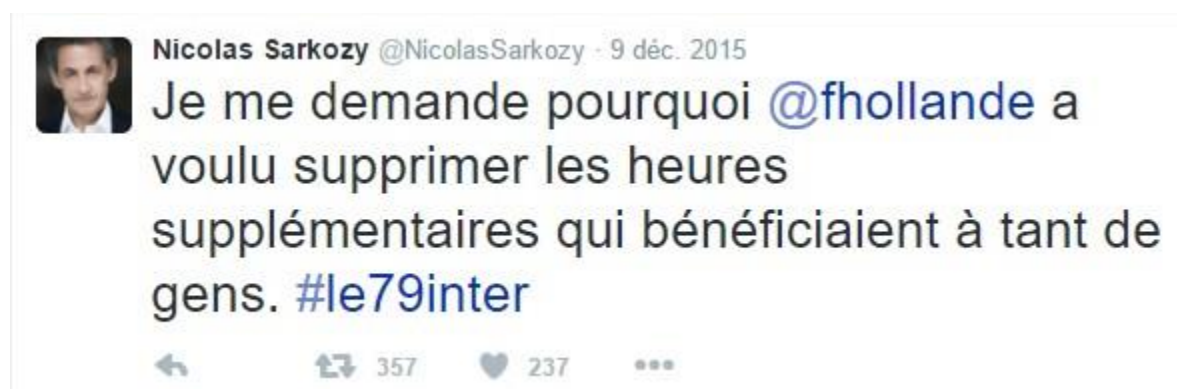 Nicolas Sarkozy @NicolasSarkozy · 9 déc. 2015
Je me demande pourquoi @fhollande a
voulu supprimer les heures
supplémentaires qui bénéficiaient à tant de
gens. #le79inter
357 237